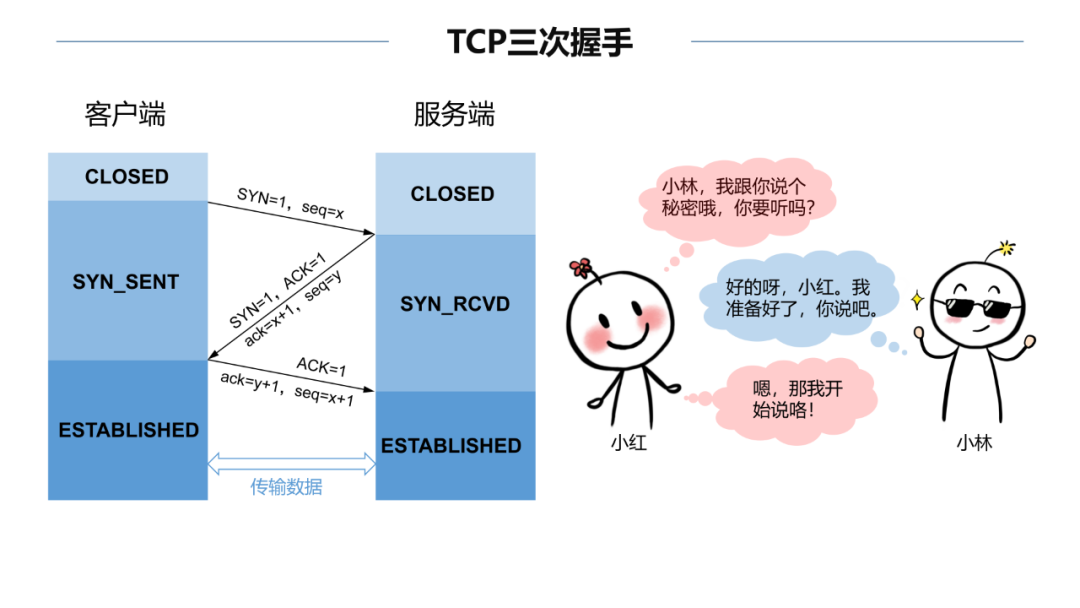 TCP三次握手
客户端
服务端
CLOSED
SYN_SENT
ESTABLISHED
SYN=1，seq=x
SYN=1, ACK=1
ack=x+1，seq=y
ACK=1
ack=y+1，seq=x+1
传输数据
CLOSED
SYN_RCVD
ESTABLISHED
小林，我跟你说个
秘密哦，你要听吗？
好的呀，小红。我
准备好了，你说吧。
嗯，那我开
始说咯！
小红
小林